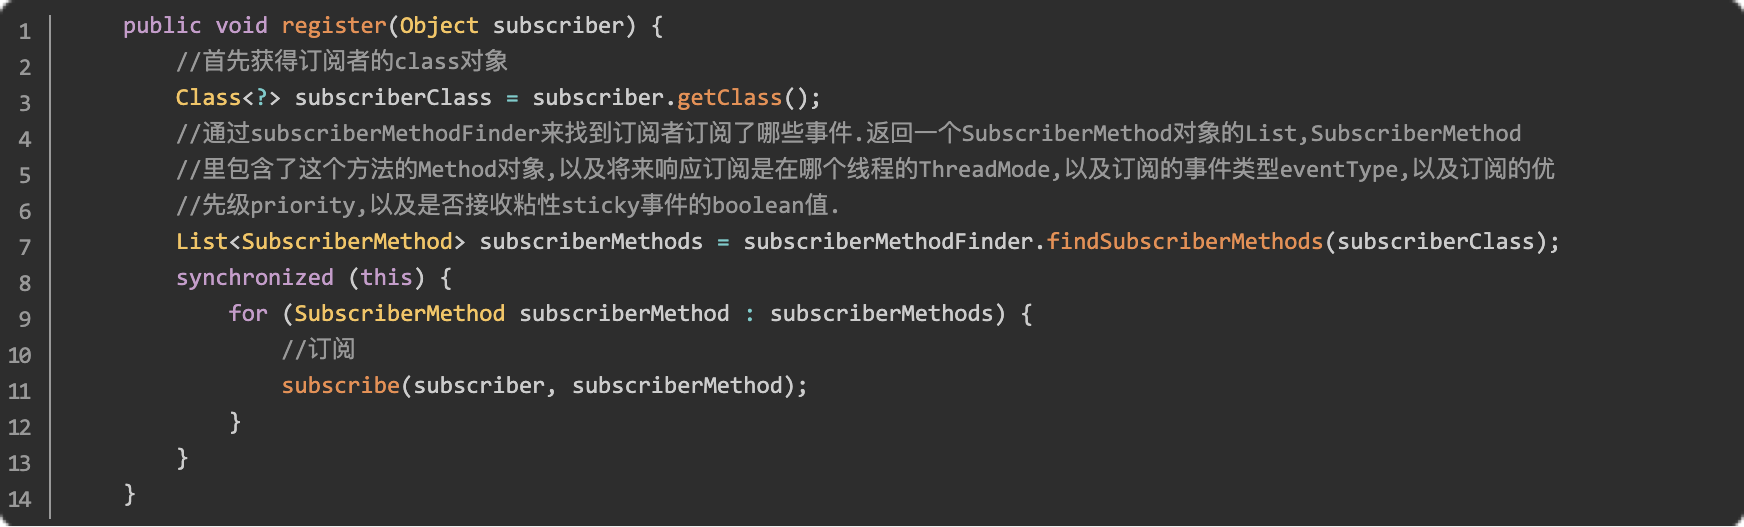 1 public void register(Object subscriber) {
2 //首先获得订阅者的class对象
3 Class<?> subscriberClass = subscriber.getClass();
4 //通过subscriberMethodFinder来找到订阅者订阅了哪些事件.返回一个SubscriberMethod对象的List,SubscriberMethod
5 //里包含了这个方法的Method对象,以及将来响应订阅是在哪个线程的ThreadMode,以及订阅的事件类型eventType,以及订阅的优
6 //先级priority,以及是否接收粘性sticky事件的boolean值.
7 List<SubscriberMethod> subscriberMethods = subscriberMethodFinder.findSubscriberMethods(subscriberClass);
8 synchronized (this) {
9 for (SubscriberMethod subscriberMethod : subscriberMethods) {
10 //订阅
11 subscribe(subscriber, subscriberMethod);
12 }
13 }
14 }